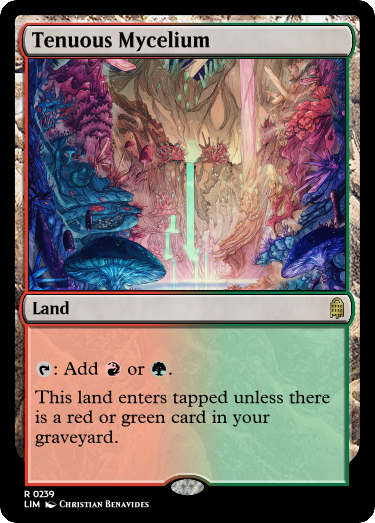 Tenuous Mycelium
Land
: Add or .
This land enters tapped unless there
is a red or green card in your
graveyard.
R 0239
LIM Christian Benavides